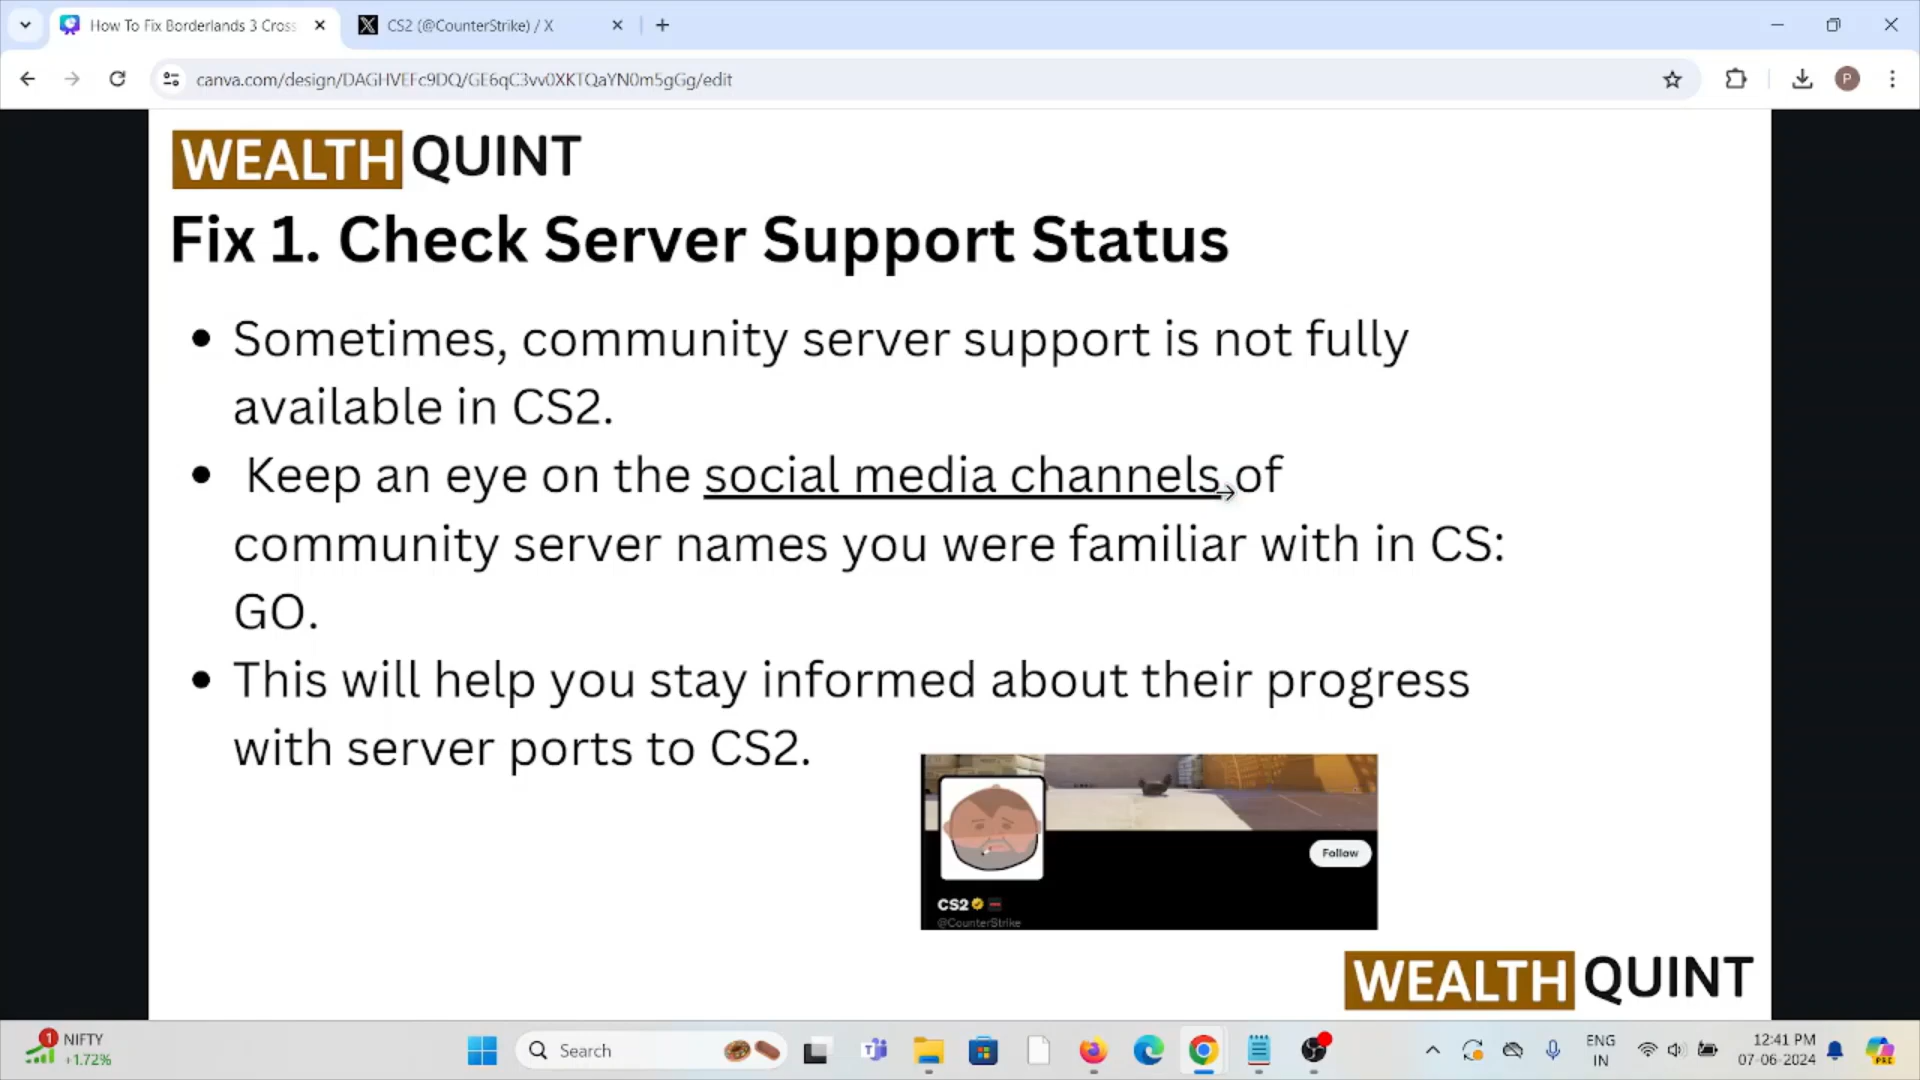 How To Fix Borderlands 3 Cross
CS2 (@CounterStrike) / X
canva.com/design/DAGHVEFc9DQ/GE6qC3vv0XKTQaYN0m5gGg/edit
P
WEALTH QUINT
Fix 1. Check Server Support Status
• Sometimes, community server support is not fully
available in CS2.
• Keep an eye on the social media channels of
community server names you were familiar with in CS:
GO.
• This will help you stay informed about their progress
with server ports to CS2.
Follow
CS2
@CounterStrike
WEALTH QUINT
1
NIFTY
+1.72%
Search
ENG
IN
12:41 PM
07-06-2024
PRE